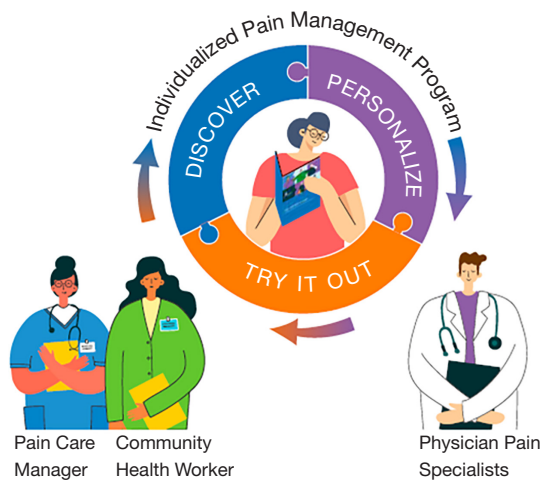 Individualized Pain Management Program
DISCOVER
PERSONALIZE
TRY IT OUT
Pain Care
Manager
Community
Health Worker
Physician Pain
Specialists